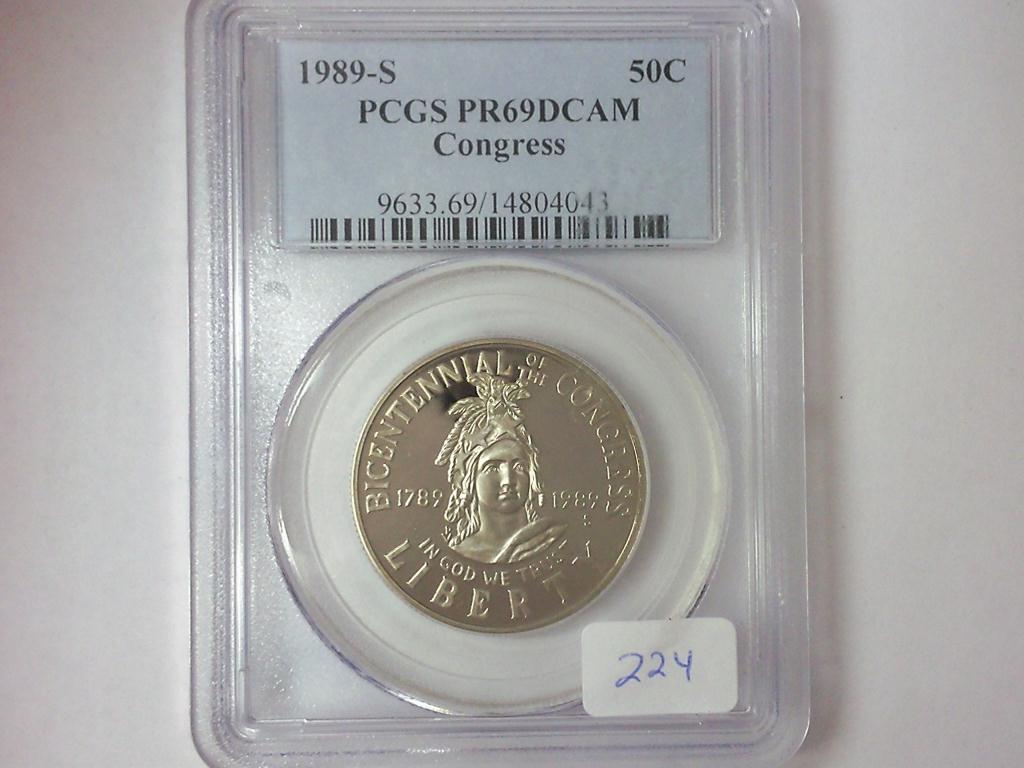 1989-S 50C
PCGS PR69DCAM
Congress
9633.69/14804043
BICENTENNIAL OF THE CONGRESS
1789 1989
S
IN GOD WE TRUST
LIBERTY
224